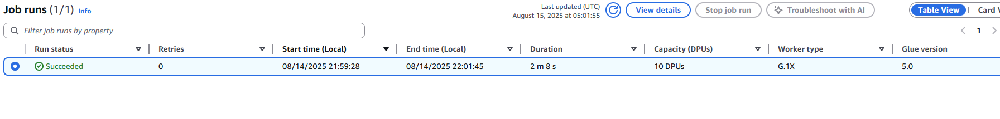 Job runs (1/1) Info
Last updated (UTC)
August 15, 2025 at 05:01:55
View details
Stop job run
Troubleshoot with AI
Table View
Card V
Filter job runs by property
1
Run status Retries Start time (Local) End time (Local) Duration Capacity (DPUs) Worker type Glue version
Succeeded 0 08/14/2025 21:59:28 08/14/2025 22:01:45 2 m 8 s 10 DPUs G.1X 5.0